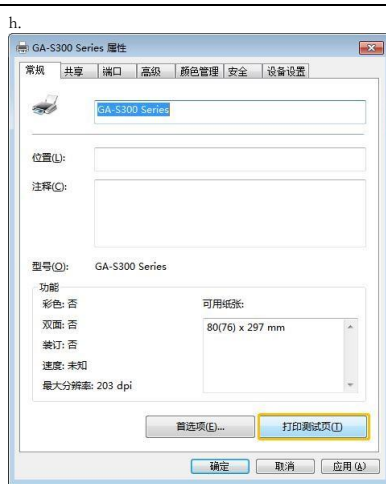 h.
GA-S300 Series 属性
常规 共享 端口 高级 颜色管理 安全 设备设置
GA-S300 Series
位置(L):
注释(C):
型号(O): GA-S300 Series
功能
彩色: 否 可用纸张:
双面: 否 80(76) x 297 mm
装订: 否
速度: 未知
最大分辨率: 203 dpi
首选项(E)... 打印测试页(T)
确定 取消 应用(A)